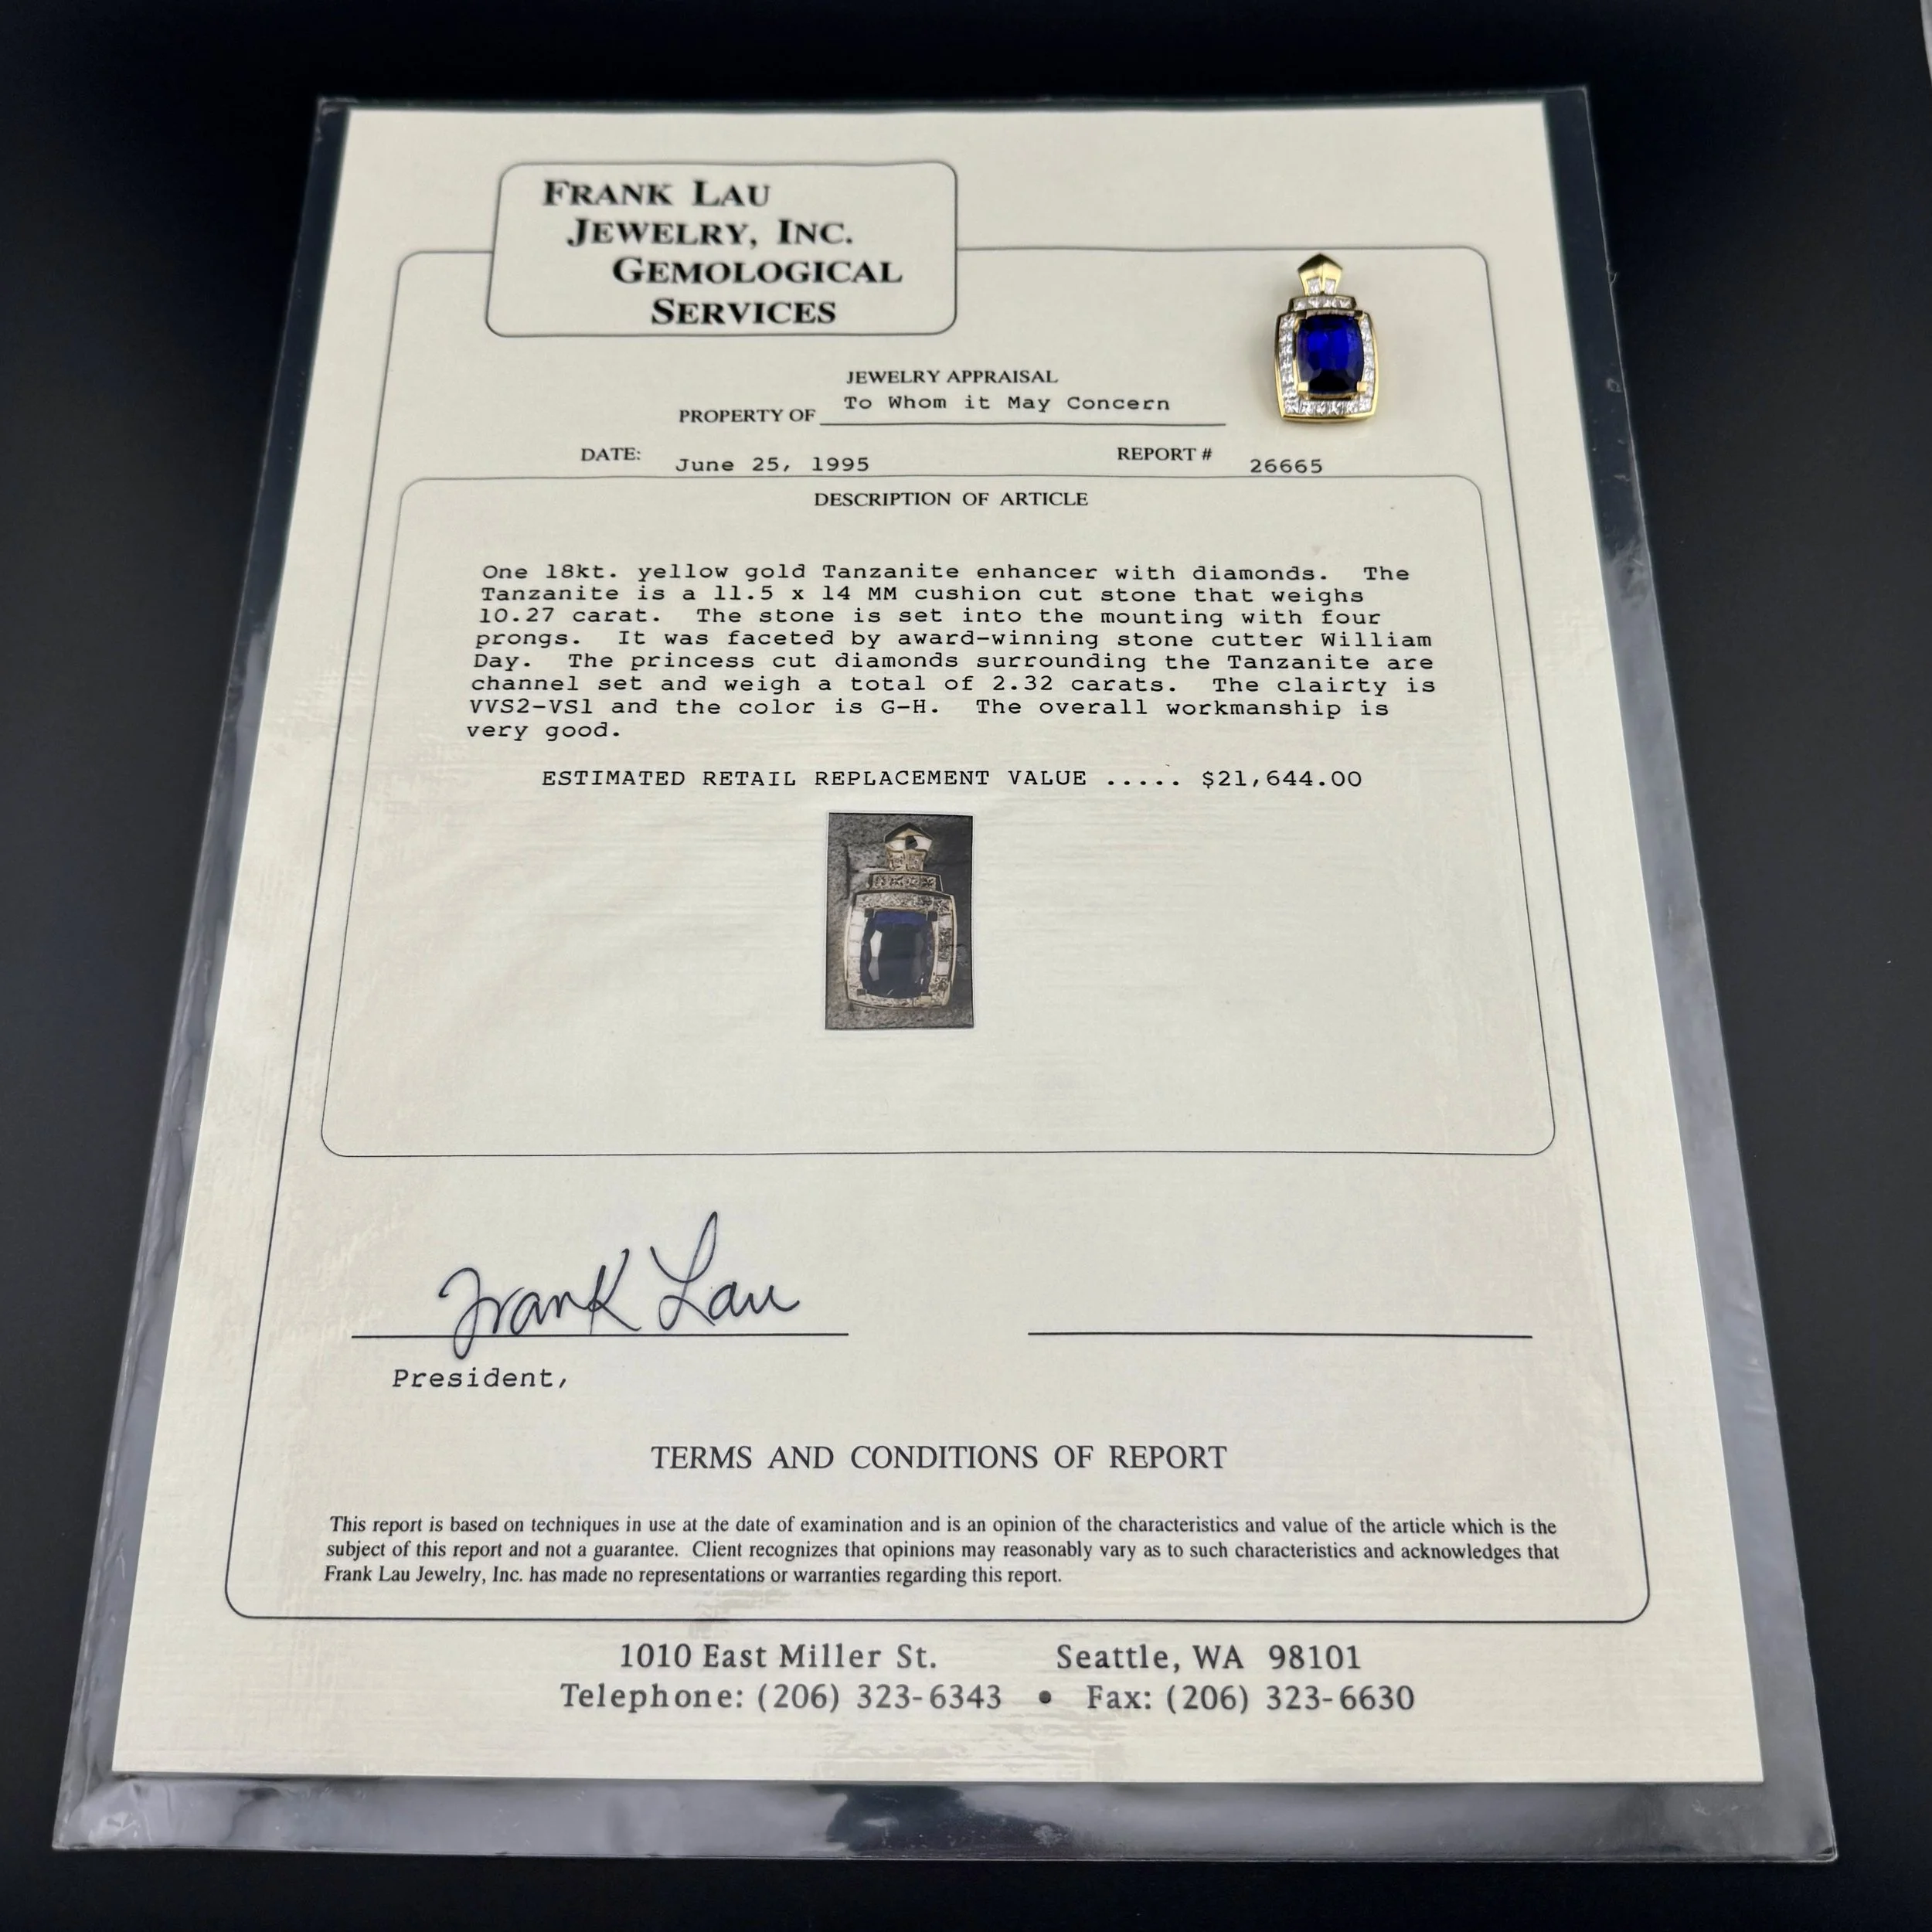 FRANK LAU
JEWELRY, INC.
GEMOLOGICAL
SERVICES
JEWELRY APPRAISAL
PROPERTY OF To Whom it May Concern
DATE: June 25, 1995 REPORT # 26665
DESCRIPTION OF ARTICLE
One 18kt. yellow gold Tanzanite enhancer with diamonds. The
Tanzanite is a 11.5 x 14 MM cushion cut stone that weighs
10.27 carat. The stone is set into the mounting with four
prongs. It was faceted by award-winning stone cutter William
Day. The princess cut diamonds surrounding the Tanzanite are
channel set and weigh a total of 2.32 carats. The clairty is
VVS2-VS1 and the color is G-H. The overall workmanship is
very good.
ESTIMATED RETAIL REPLACEMENT VALUE ..... $21,644.00
Frank Lau
President,
TERMS AND CONDITIONS OF REPORT
This report is based on techniques in use at the date of examination and is an opinion of the characteristics and value of the article which is the
subject of this report and not a guarantee. Client recognizes that opinions may reasonably vary as to such characteristics and acknowledges that
Frank Lau Jewelry, Inc. has made no representations or warranties regarding this report.
1010 East Miller St. Seattle, WA 98101
Telephone: (206) 323-6343 • Fax: (206) 323-6630